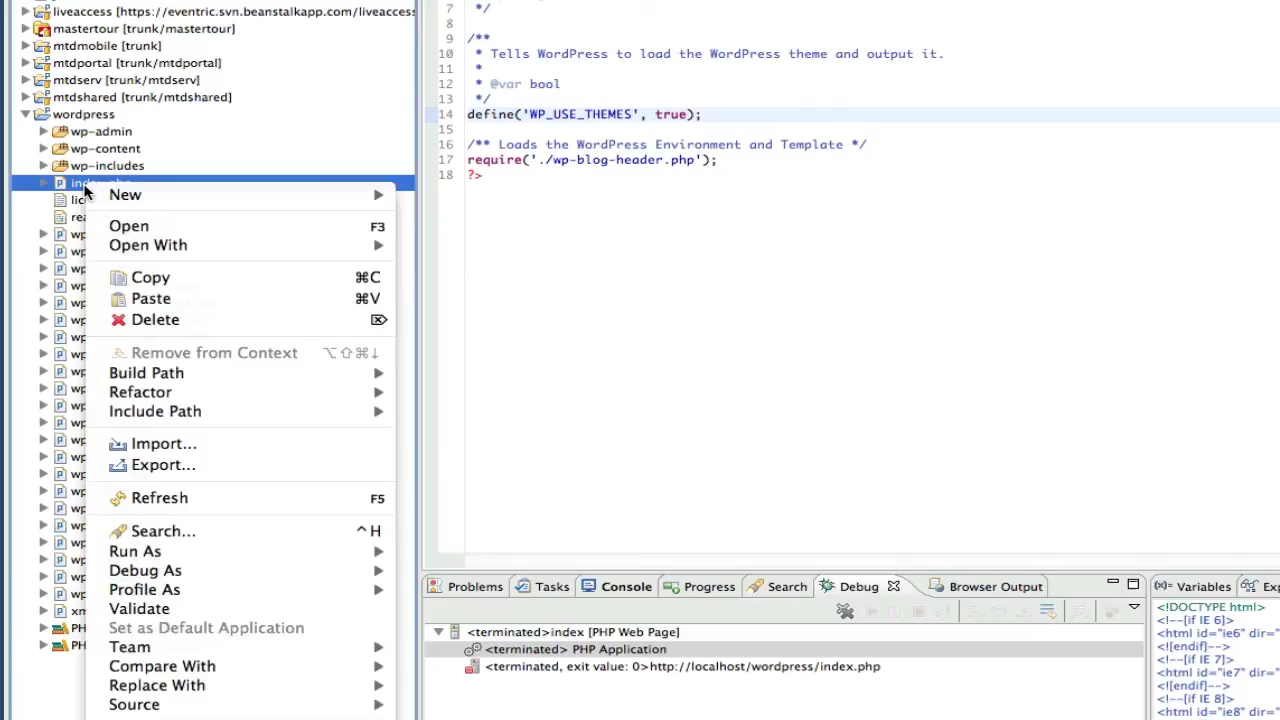 liveaccess [https://eventric.svn.beanstalkapp.com/liveaccess
mastertour [trunk/mastertour]
mtdmobile [trunk]
mtdportal [trunk/mtdportal]
mtdserv [trunk/mtdserv]
mtdshared [trunk/mtdshared]
wordpress
wp-admin
wp-content
wp-includes
index.php
New
Open F3
Open With
Copy ⌘C
Paste ⌘V
Delete ⌦
Remove from Context ⌥⇧⌘↓
Build Path
Refactor
Include Path
Import...
Export...
Refresh F5
Search... ^H
Run As
Debug As
Profile As
Validate
Set as Default Application
Team
Compare With
Replace With
Source
7 */
8
9 /**
10 * Tells WordPress to load the WordPress theme and output it.
11 *
12 * @var bool
13 */
14 define('WP_USE_THEMES', true);
15
16 /** Loads the WordPress Environment and Template */
17 require('./wp-blog-header.php');
18 ?>
Problems Tasks Console Progress Search Debug Browser Output
<terminated>index [PHP Web Page]
<terminated> PHP Application
<terminated, exit value: 0>http://localhost/wordpress/index.php
(x)= Variables
<!DOCTYPE html>
<!--[if IE 6]>
<html id="ie6" dir=
<![endif]-->
<!--[if IE 7]>
<html id="ie7" dir=
<![endif]-->
<!--[if IE 8]>
<html id="ie8" dir=